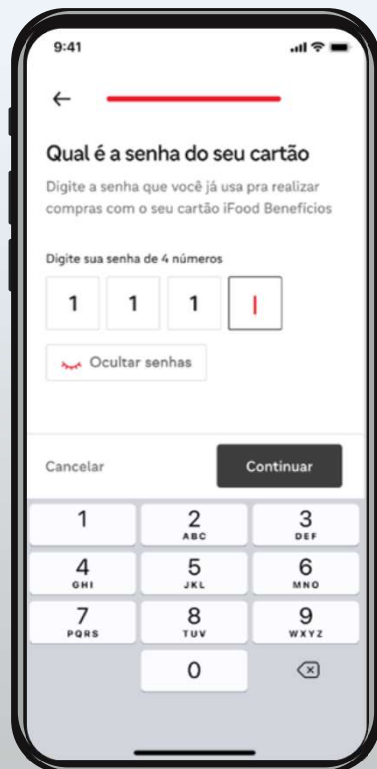 9:41
Qual é a senha do seu cartão
Digite a senha que você já usa pra realizar
compras com o seu cartão iFood Benefícios
Digite sua senha de 4 números
1 1 1
Ocultar senhas
Cancelar Continuar
1 2 3
ABC DEF
4 5 6
GHI JKL MNO
7 8 9
PQRS TUV WXYZ
0